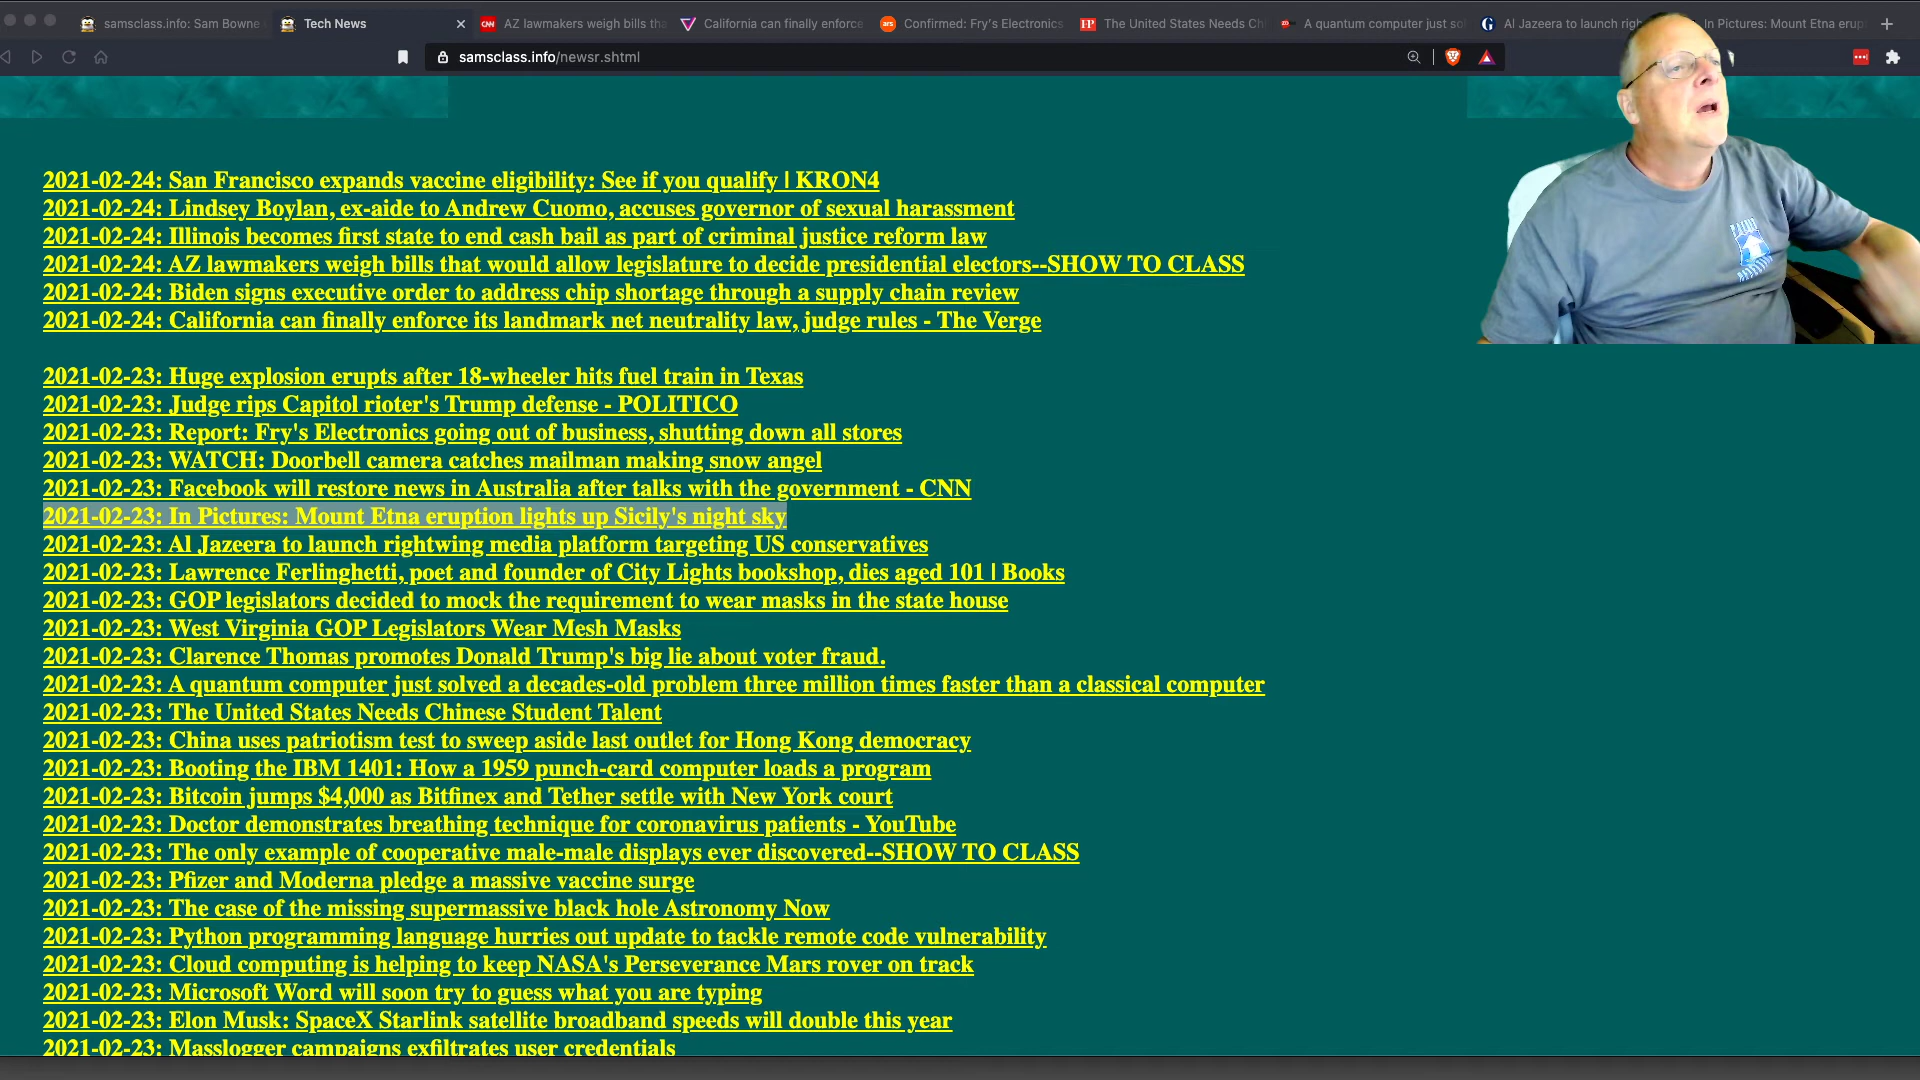 samsclass.info: Sam Bowne
Tech News
AZ lawmakers weigh bills tha
California can finally enforce
Confirmed: Fry's Electronics
The United States Needs Chi
A quantum computer just so
Al Jazeera to launch righ
In Pictures: Mount Etna erup
samsclass.info/newsr.shtml
2021-02-24: San Francisco expands vaccine eligibility: See if you qualify | KRON4
2021-02-24: Lindsey Boylan, ex-aide to Andrew Cuomo, accuses governor of sexual harassment
2021-02-24: Illinois becomes first state to end cash bail as part of criminal justice reform law
2021-02-24: AZ lawmakers weigh bills that would allow legislature to decide presidential electors--SHOW TO CLASS
2021-02-24: Biden signs executive order to address chip shortage through a supply chain review
2021-02-24: California can finally enforce its landmark net neutrality law, judge rules - The Verge
2021-02-23: Huge explosion erupts after 18-wheeler hits fuel train in Texas
2021-02-23: Judge rips Capitol rioter's Trump defense - POLITICO
2021-02-23: Report: Fry's Electronics going out of business, shutting down all stores
2021-02-23: WATCH: Doorbell camera catches mailman making snow angel
2021-02-23: Facebook will restore news in Australia after talks with the government - CNN
2021-02-23: In Pictures: Mount Etna eruption lights up Sicily's night sky
2021-02-23: Al Jazeera to launch rightwing media platform targeting US conservatives
2021-02-23: Lawrence Ferlinghetti, poet and founder of City Lights bookshop, dies aged 101 | Books
2021-02-23: GOP legislators decided to mock the requirement to wear masks in the state house
2021-02-23: West Virginia GOP Legislators Wear Mesh Masks
2021-02-23: Clarence Thomas promotes Donald Trump's big lie about voter fraud.
2021-02-23: A quantum computer just solved a decades-old problem three million times faster than a classical computer
2021-02-23: The United States Needs Chinese Student Talent
2021-02-23: China uses patriotism test to sweep aside last outlet for Hong Kong democracy
2021-02-23: Booting the IBM 1401: How a 1959 punch-card computer loads a program
2021-02-23: Bitcoin jumps $4,000 as Bitfinex and Tether settle with New York court
2021-02-23: Doctor demonstrates breathing technique for coronavirus patients - YouTube
2021-02-23: The only example of cooperative male-male displays ever discovered--SHOW TO CLASS
2021-02-23: Pfizer and Moderna pledge a massive vaccine surge
2021-02-23: The case of the missing supermassive black hole Astronomy Now
2021-02-23: Python programming language hurries out update to tackle remote code vulnerability
2021-02-23: Cloud computing is helping to keep NASA's Perseverance Mars rover on track
2021-02-23: Microsoft Word will soon try to guess what you are typing
2021-02-23: Elon Musk: SpaceX Starlink satellite broadband speeds will double this year
2021-02-23: Masslogger campaigns exfiltrates user credentials